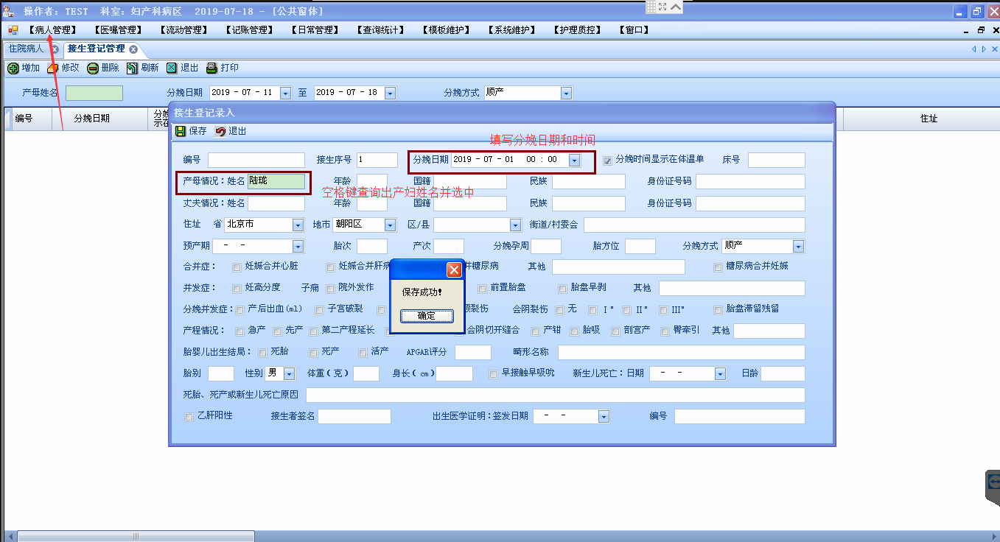 操作者：TEST 科室：妇产科病区 2019-07-18 - [公共窗体]
【病人管理】 【医嘱管理】 【流动管理】 【记账管理】 【日常管理】 【查询统计】 【模板维护】 【系统维护】 【护理质控】 【窗口】
住院病人 接生登记管理
增加 修改 删除 刷新 退出 打印
产母姓名 分娩日期 2019 - 07 - 11 至 2019 - 07 - 18 分娩方式 顺产
编号 分娩日期 住址
接生登记录入
保存 退出
填写分娩日期和时间
编号 接生序号 1 分娩日期 2019 - 07 - 01 00 : 00 分娩时间显示在体温单 床号
产母情况：姓名 陆珑 年龄 国籍 民族 身份证号码
空格键查询出产妇姓名并选中
丈夫情况：姓名 年龄 国籍 民族 身份证号码
住址 省 北京市 地市 朝阳区 区/县 街道/村委会
预产期 - - 胎次 产次 分娩孕周 胎方位 分娩方式 顺产
合并症： 妊娠合并心脏 妊娠合并肝病 并糖尿病 其他 糖尿病合并妊娠
并发症： 妊高分度 子痫 院外发作 前置胎盘 胎盘早剥 其他
分娩并发症： 产后出血(ml) 子宫破裂 裂伤 会阴裂伤 无 I° II° III° 胎盘滞留残留
产程情况： 急产 先产 第二产程延长 会阴切开缝合 产钳 胎吸 剖宫产 臀牵引 其他
胎婴儿出生结局： 死胎 死产 活产 APGAR评分 畸形名称
胎别 性别 男 体重(克) 身长(cm) 早接触早吸吮 新生儿死亡：日期 - - 日龄
死胎、死产或新生儿死亡原因
乙肝阳性 接生者签名 出生医学证明：签发日期 - - 编号
保存成功!
确定